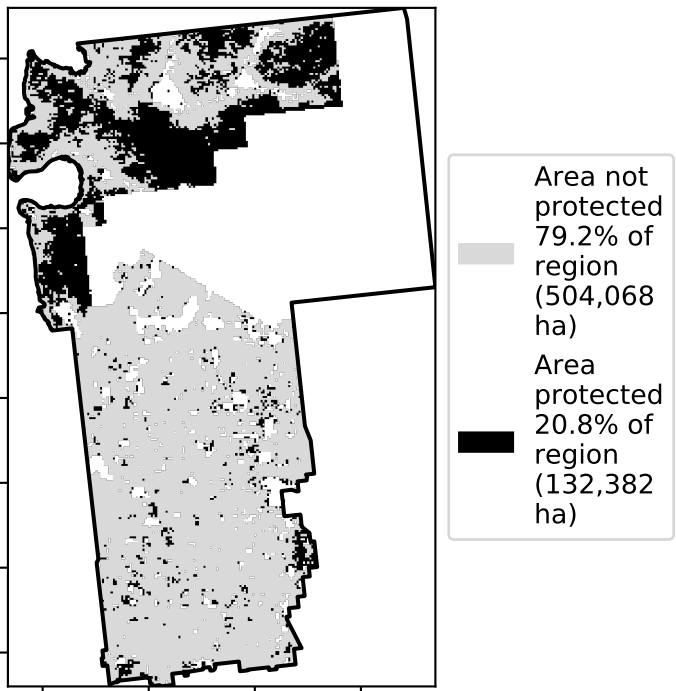 Area not
protected
79.2% of
region
(504,068
ha)
Area
protected
20.8% of
region
(132,382
ha)